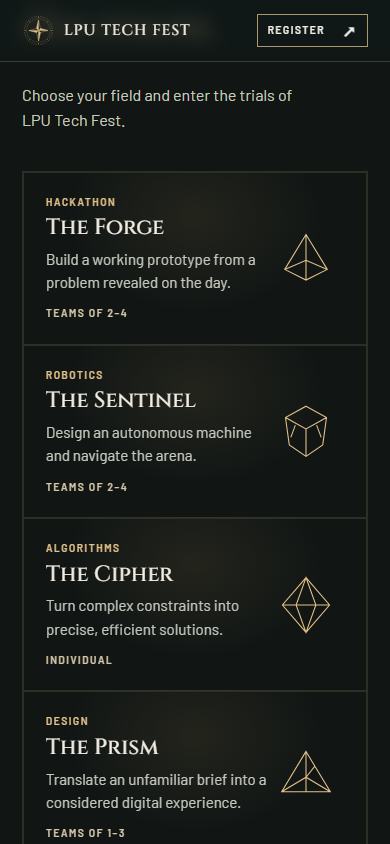 LPU TECH FEST
REGISTER
Choose your field and enter the trials of
LPU Tech Fest.
HACKATHON
THE FORGE
Build a working prototype from a
problem revealed on the day.
TEAMS OF 2–4
ROBOTICS
THE SENTINEL
Design an autonomous machine
and navigate the arena.
TEAMS OF 2–4
ALGORITHMS
THE CIPHER
Turn complex constraints into
precise, efficient solutions.
INDIVIDUAL
DESIGN
THE PRISM
Translate an unfamiliar brief into a
considered digital experience.
TEAMS OF 1–3